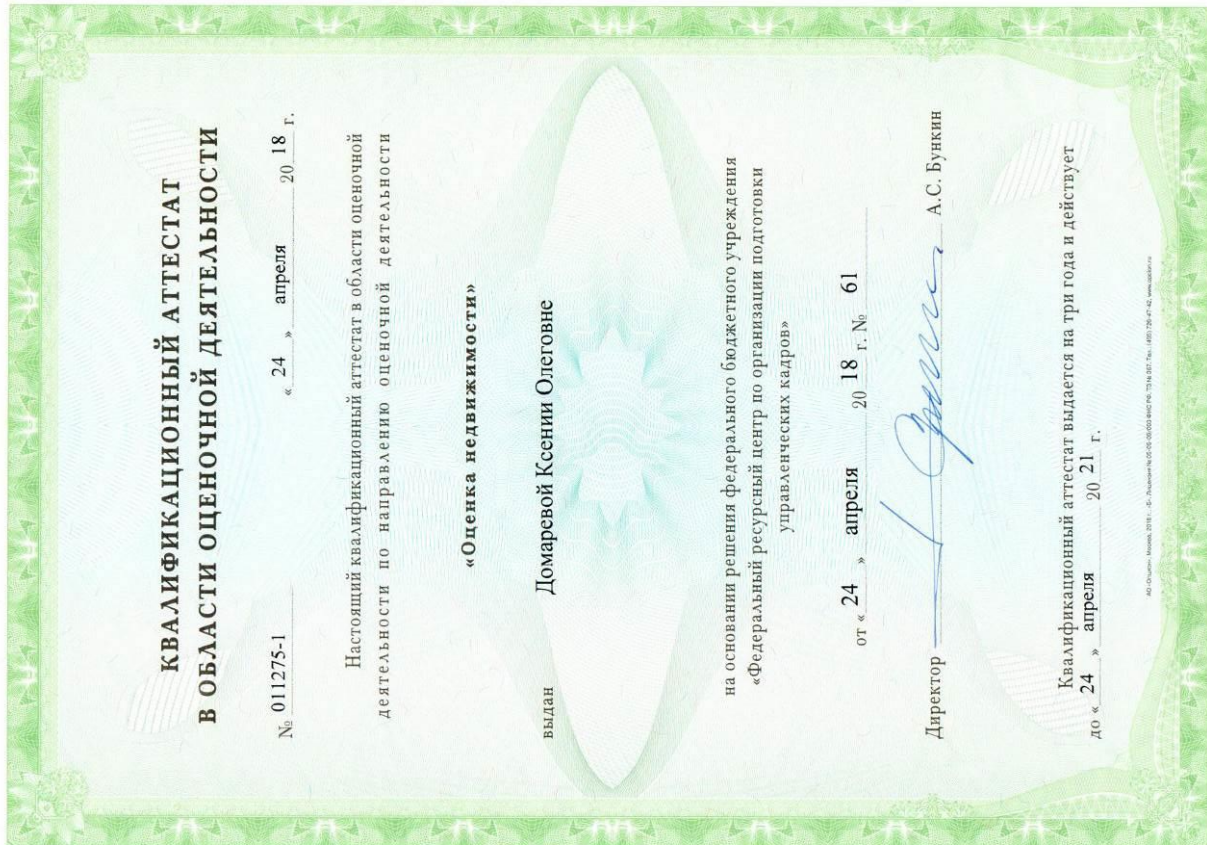 КВАЛИФИКАЦИОННЫЙ АТТЕСТАТ
В ОБЛАСТИ ОЦЕНОЧНОЙ ДЕЯТЕЛЬНОСТИ
№ 011275-1 « 24 » апреля 20 18 г.
Настоящий квалификационный аттестат в области оценочной
деятельности по направлению оценочной деятельности
«Оценка недвижимости»
выдан Домаревой Ксении Олеговне
на основании решения федерального бюджетного учреждения
«Федеральный ресурсный центр по организации подготовки
управленческих кадров»
от « 24 » апреля 20 18 г. № 61
Директор А.С. Бункин
Квалификационный аттестат выдается на три года и действует
до « 24 » апреля 20 21 г.